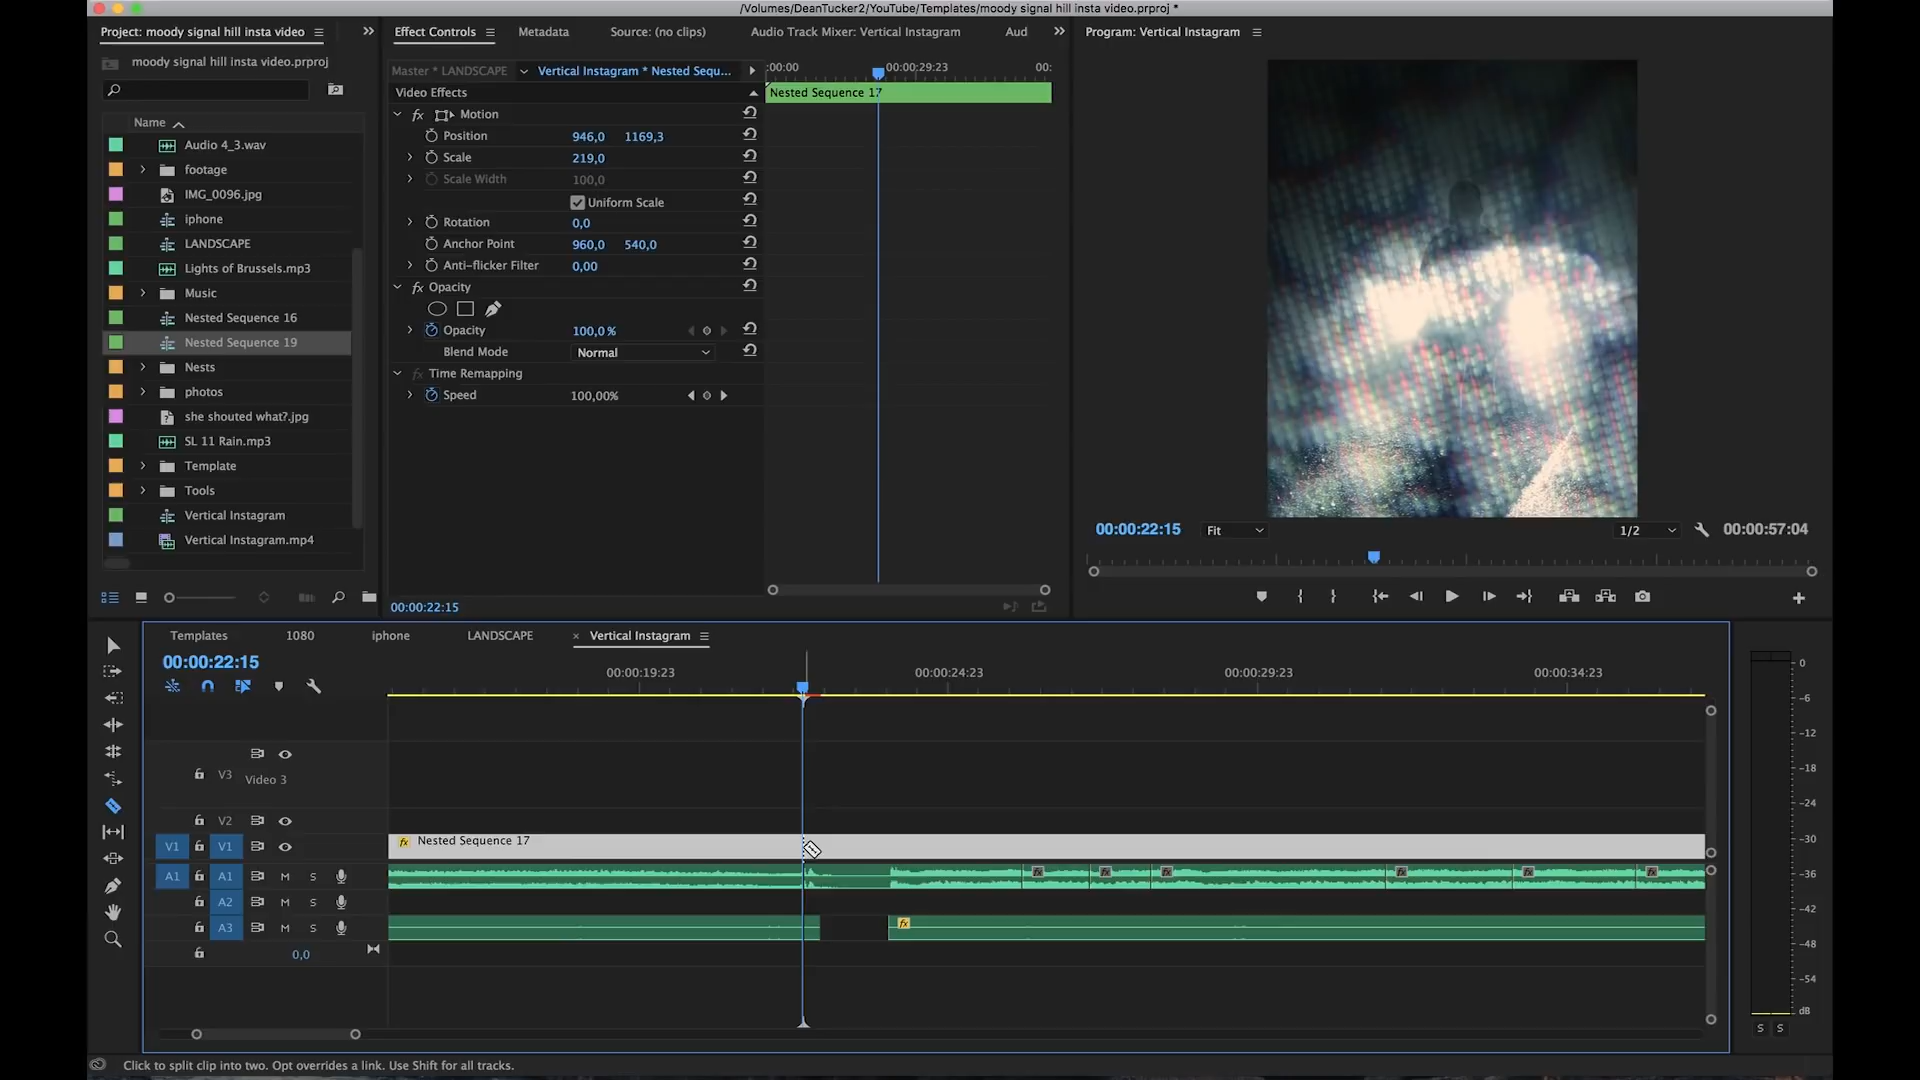 /Volumes/DeanTucker2/YouTube/Templates/moody signal hill insta video.prproj *
Project: moody signal hill insta video
moody signal hill insta video.prproj
Name
Audio 4_3.wav
footage
IMG_0096.jpg
iphone
LANDSCAPE
Lights of Brussels.mp3
Music
Nested Sequence 16
Nested Sequence 19
Nests
photos
she shouted what?.jpg
SL 11 Rain.mp3
Template
Tools
Vertical Instagram
Vertical Instagram.mp4
Effect Controls
Metadata
Source: (no clips)
Audio Track Mixer: Vertical Instagram
Aud
Master * LANDSCAPE
Vertical Instagram * Nested Sequ...
:00:00
00:00:29:23
00:
Video Effects
Nested Sequence 17
fx Motion
Position 946,0 1169,3
Scale 219,0
Scale Width 100,0
Uniform Scale
Rotation 0,0
Anchor Point 960,0 540,0
Anti-flicker Filter 0,00
fx Opacity
Opacity 100,0 %
Blend Mode Normal
fx Time Remapping
Speed 100,00%
00:00:22:15
Program: Vertical Instagram
00:00:22:15
Fit
1/2
00:00:57:04
Templates
1080
iphone
LANDSCAPE
× Vertical Instagram
00:00:22:15
00:00:19:23
00:00:24:23
00:00:29:23
00:00:34:23
V3 Video 3
V2
V1 V1
fx Nested Sequence 17
A1 A1 M S
fx fx fx fx fx fx
A2 M S
A3 M S
fx
0,0
0
-6
-12
-18
-24
-30
-36
-42
-48
-54
dB
S S
Click to split clip into two. Opt overrides a link. Use Shift for all tracks.